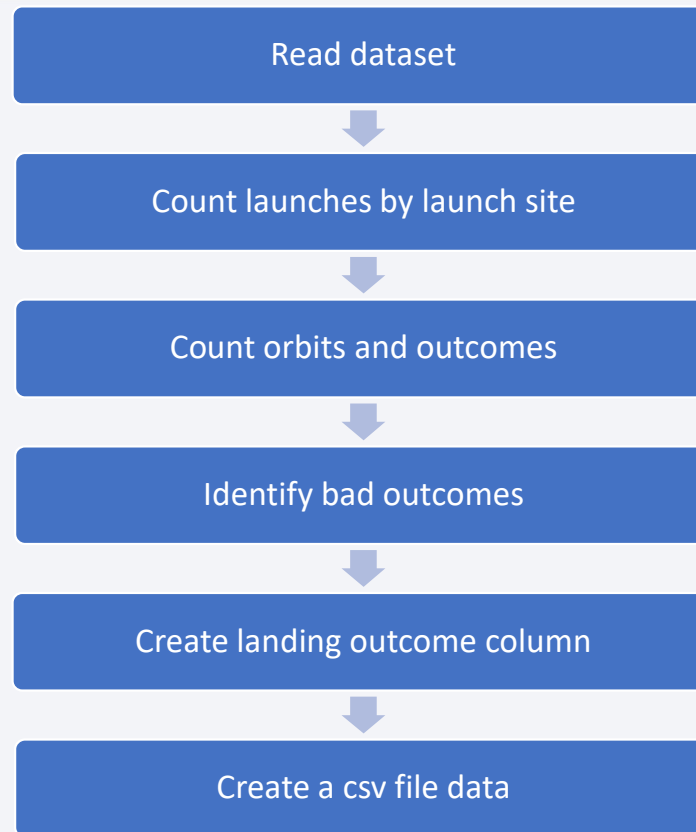 Read dataset
Count launches by launch site
Count orbits and outcomes
Identify bad outcomes
Create landing outcome column
Create a csv file data